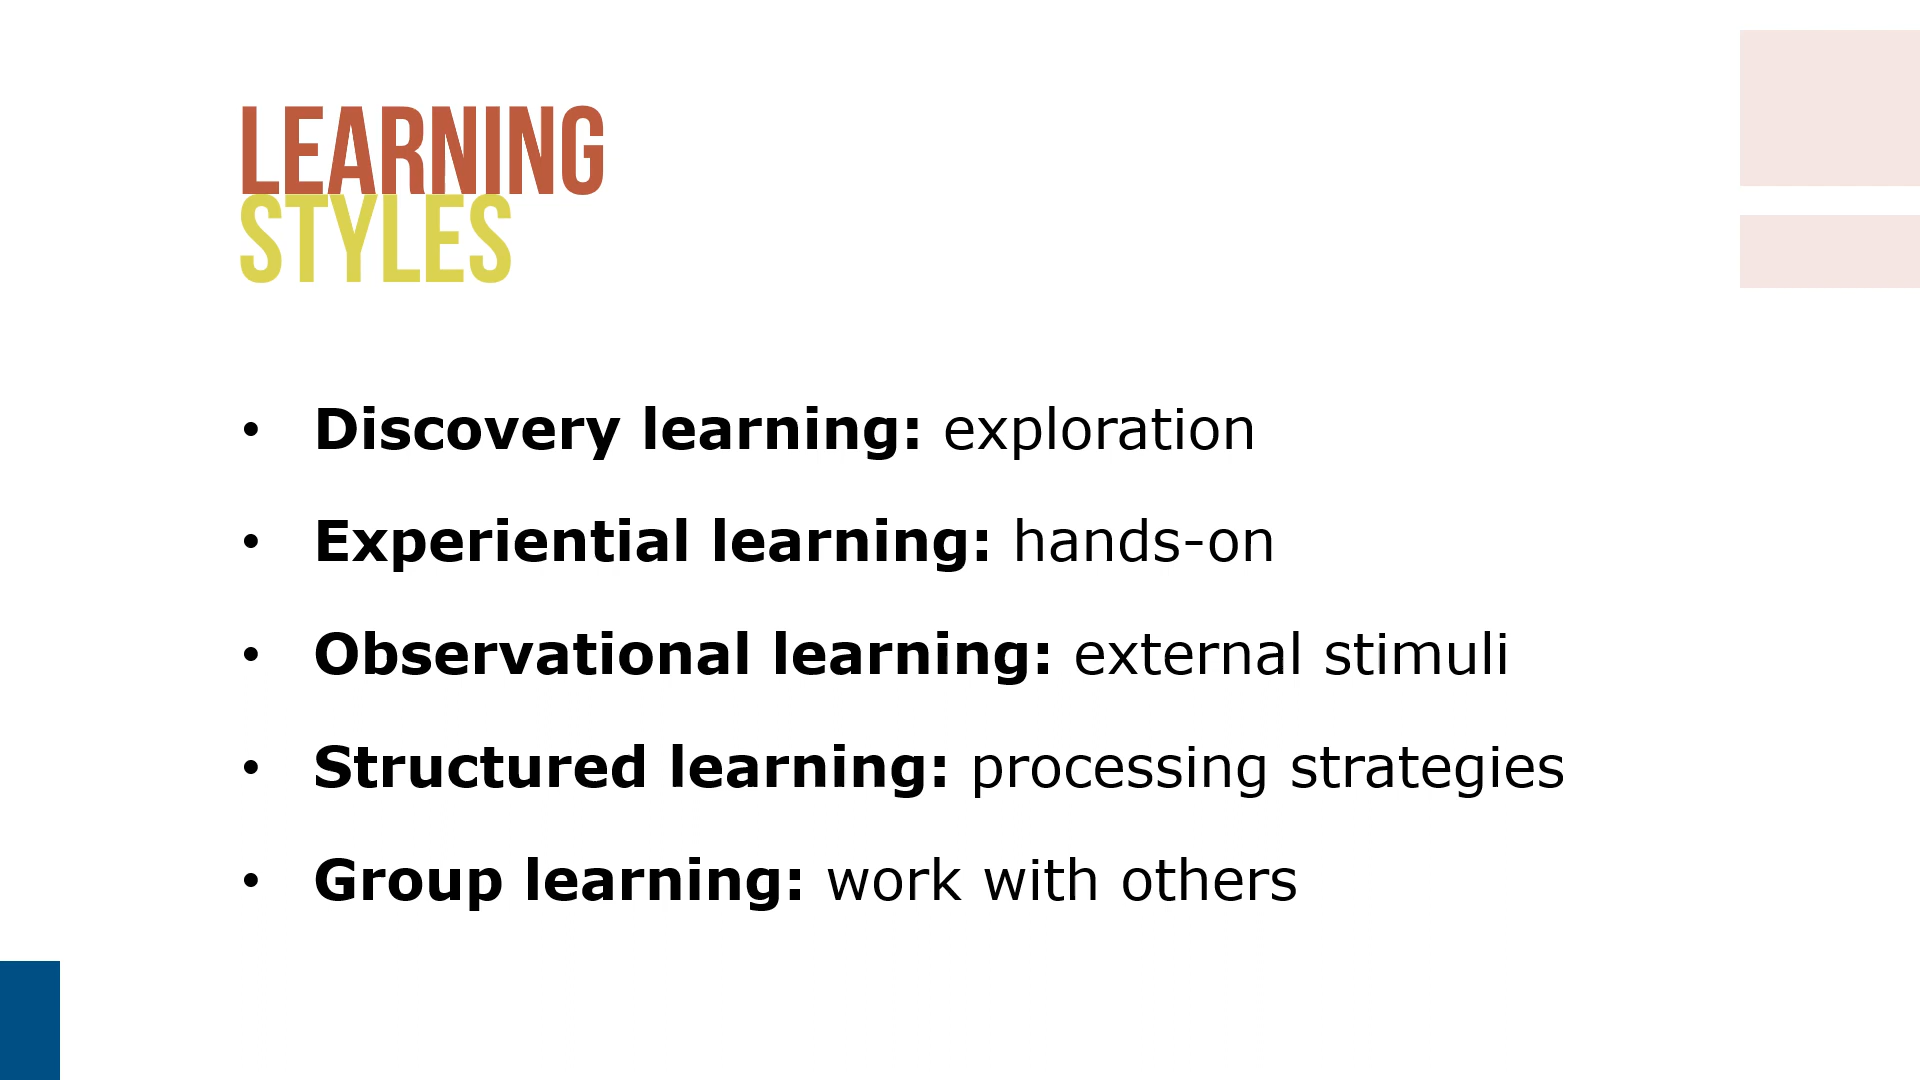 LEARNING
STYLES
• Discovery learning: exploration
• Experiential learning: hands-on
• Observational learning: external stimuli
• Structured learning: processing strategies
• Group learning: work with others